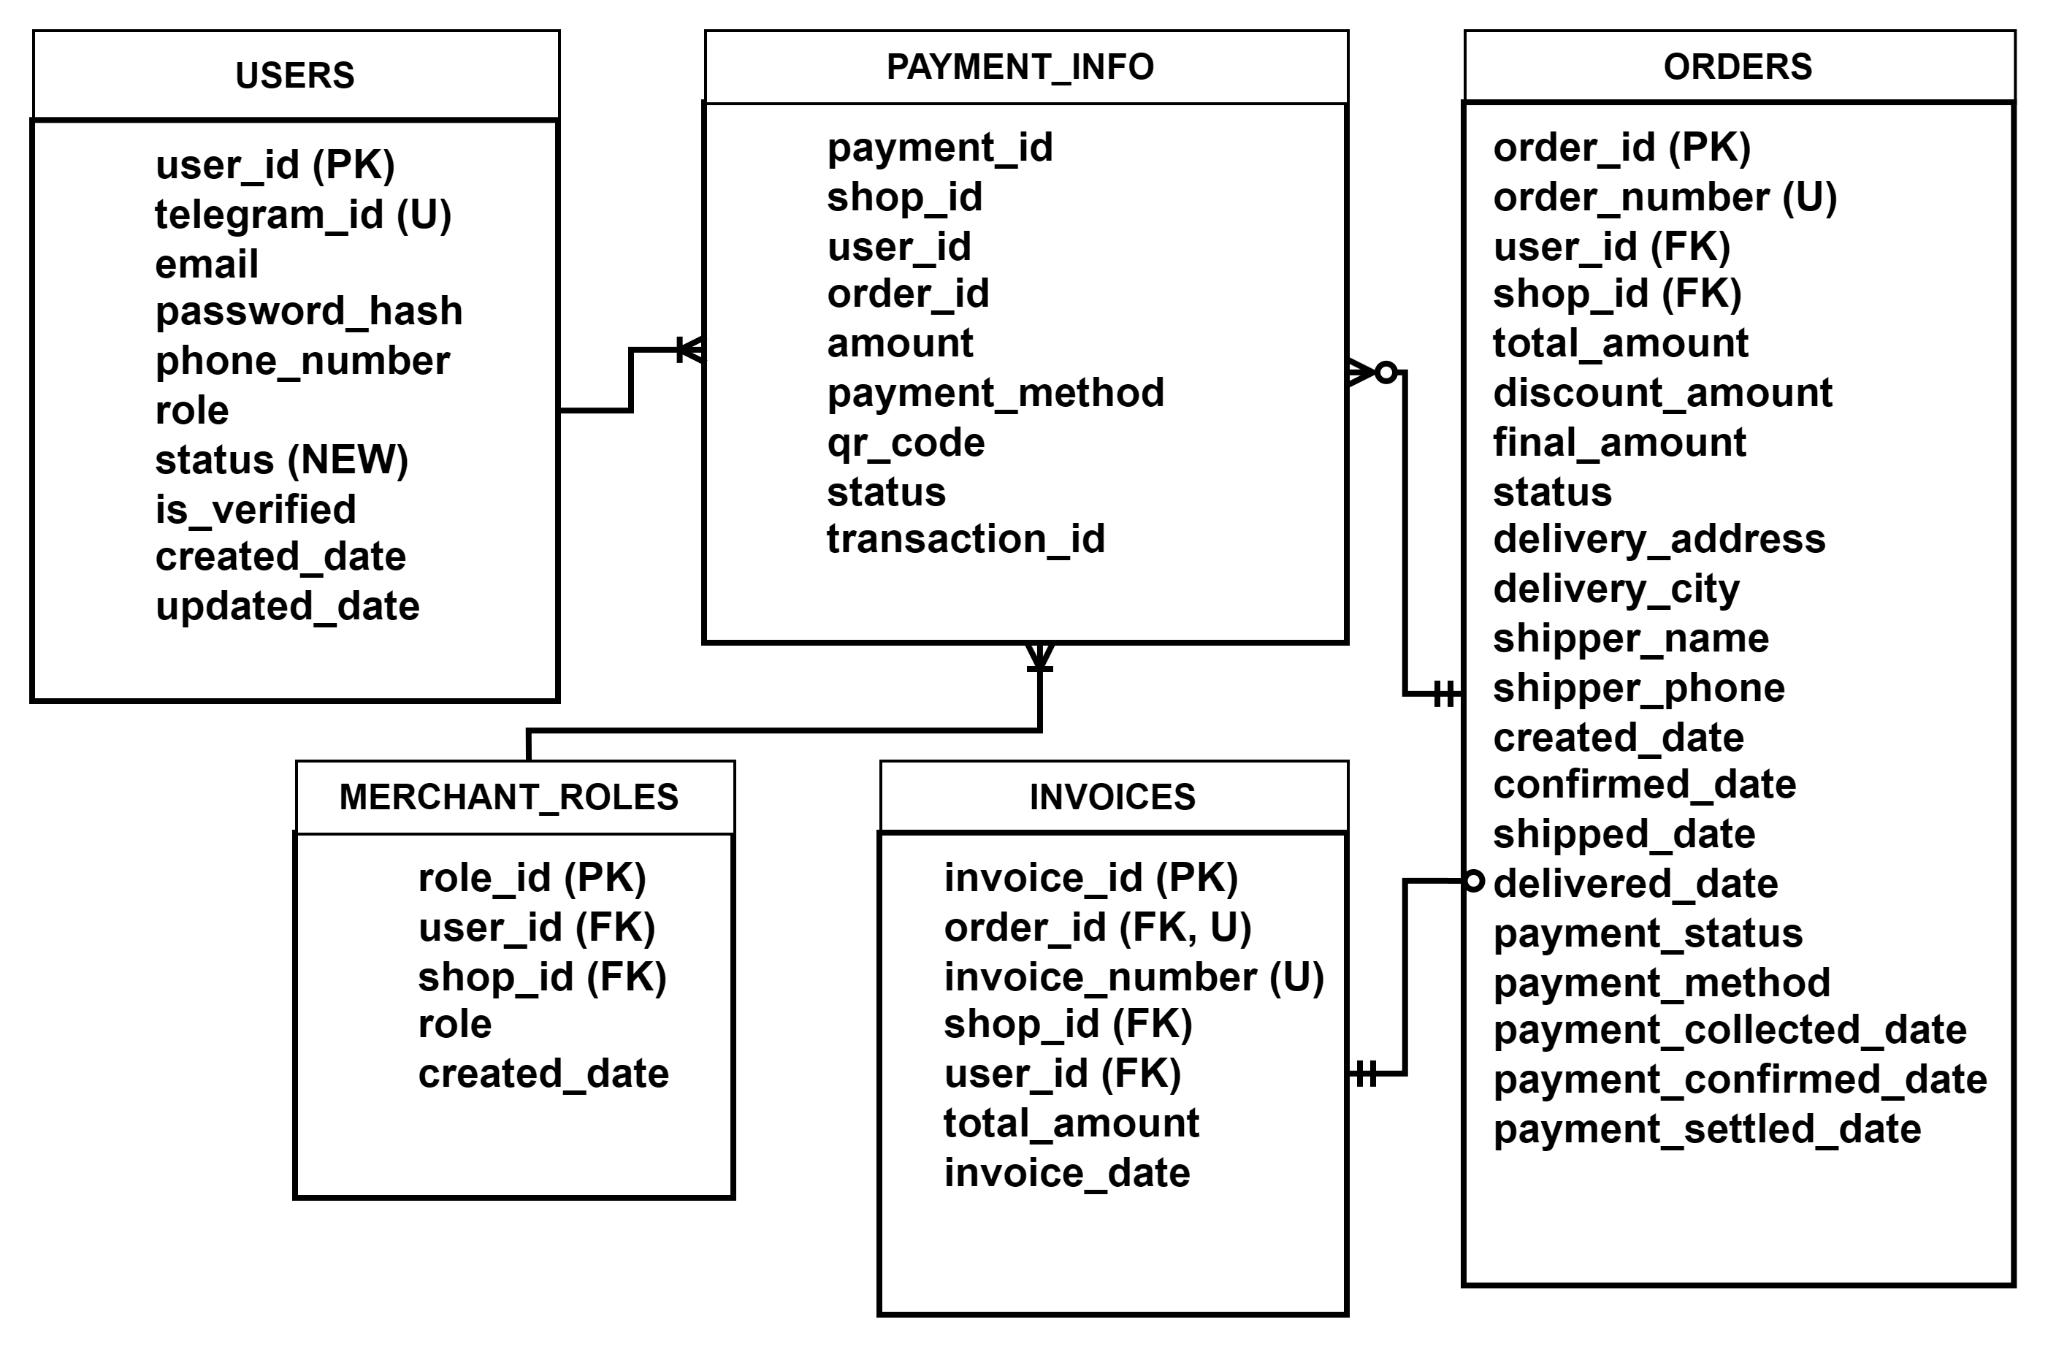 USERS
user_id (PK)
telegram_id (U)
email
password_hash
phone_number
role
status (NEW)
is_verified
created_date
updated_date
PAYMENT_INFO
payment_id
shop_id
user_id
order_id
amount
payment_method
qr_code
status
transaction_id
ORDERS
order_id (PK)
order_number (U)
user_id (FK)
shop_id (FK)
total_amount
discount_amount
final_amount
status
delivery_address
delivery_city
shipper_name
shipper_phone
created_date
confirmed_date
shipped_date
delivered_date
payment_status
payment_method
payment_collected_date
payment_confirmed_date
payment_settled_date
MERCHANT_ROLES
role_id (PK)
user_id (FK)
shop_id (FK)
role
created_date
INVOICES
invoice_id (PK)
order_id (FK, U)
invoice_number (U)
shop_id (FK)
user_id (FK)
total_amount
invoice_date